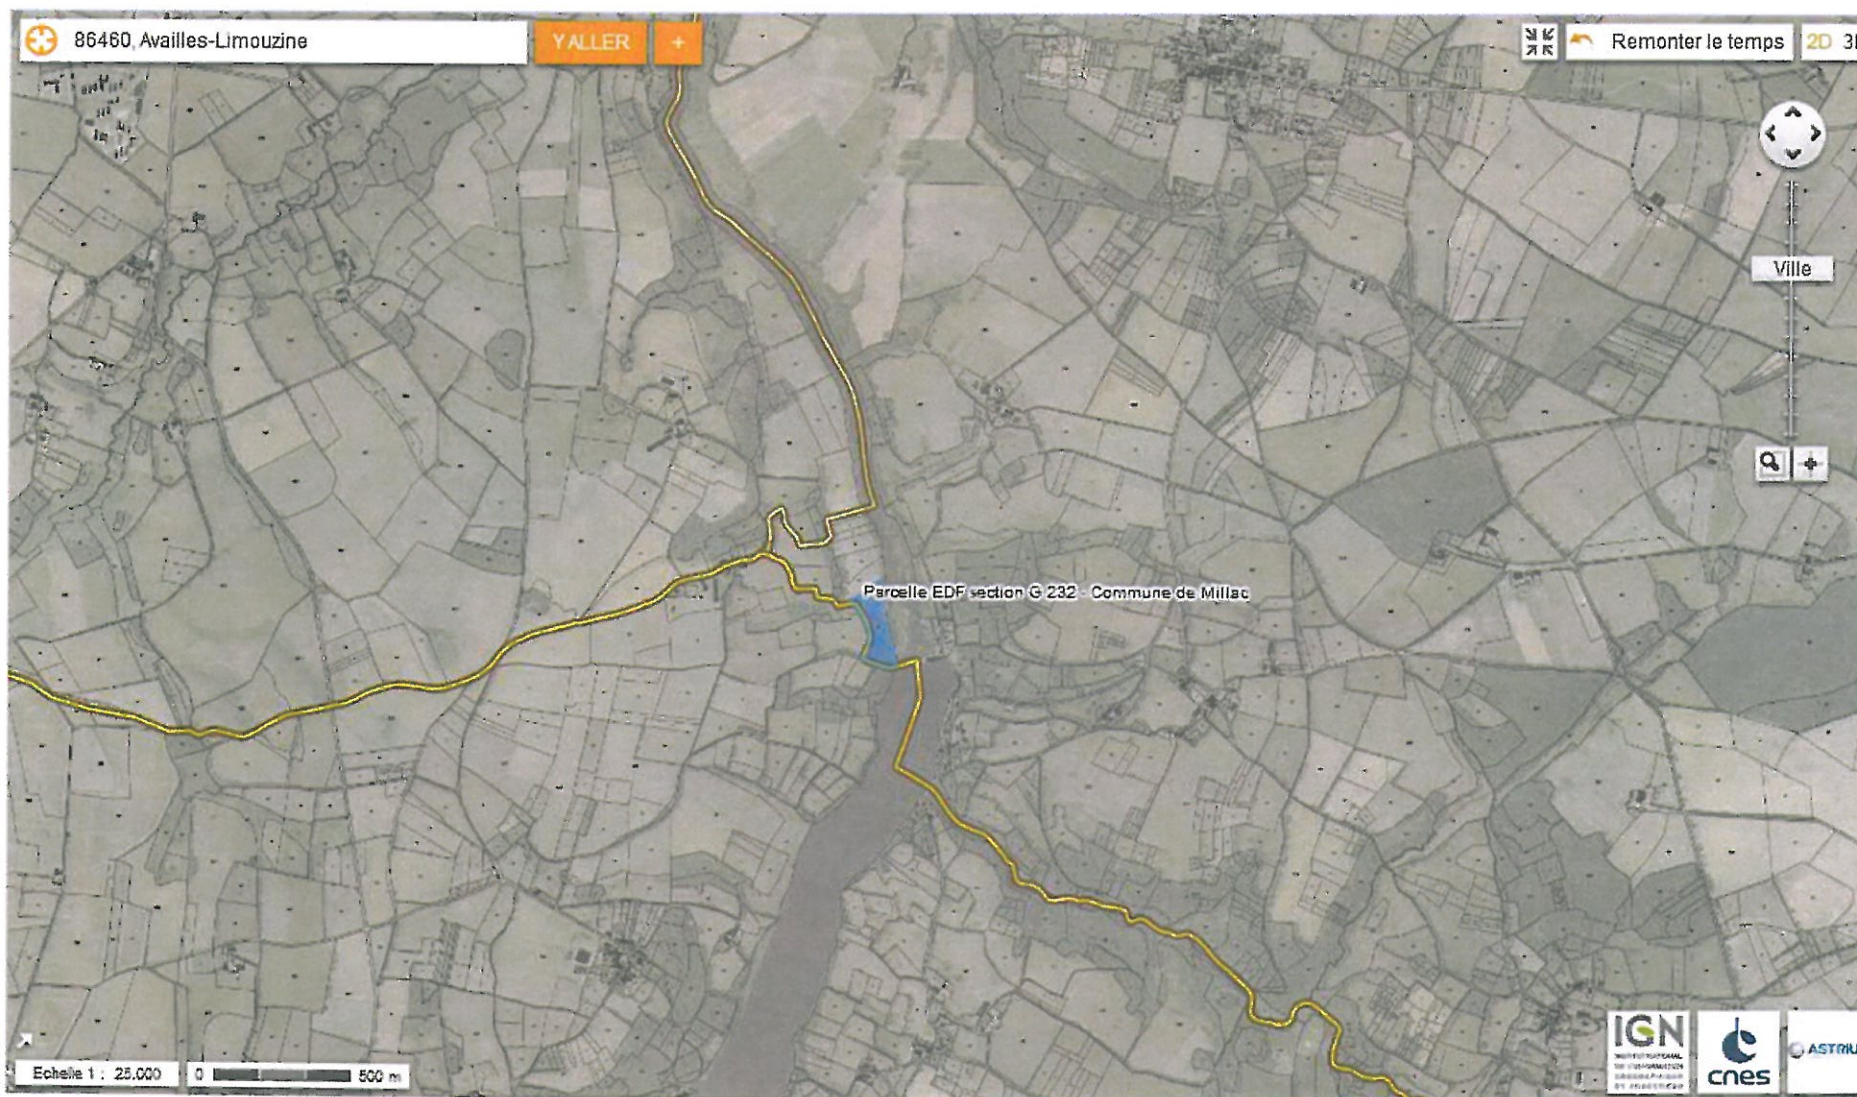 86460, Availles-Limouzine
Y ALLER
+
Remonter le temps
2D
Ville
Parcelle EDF section G 232 - Commune de Millac
Echelle 1 : 25.000
0
500 m
IGN
cnes